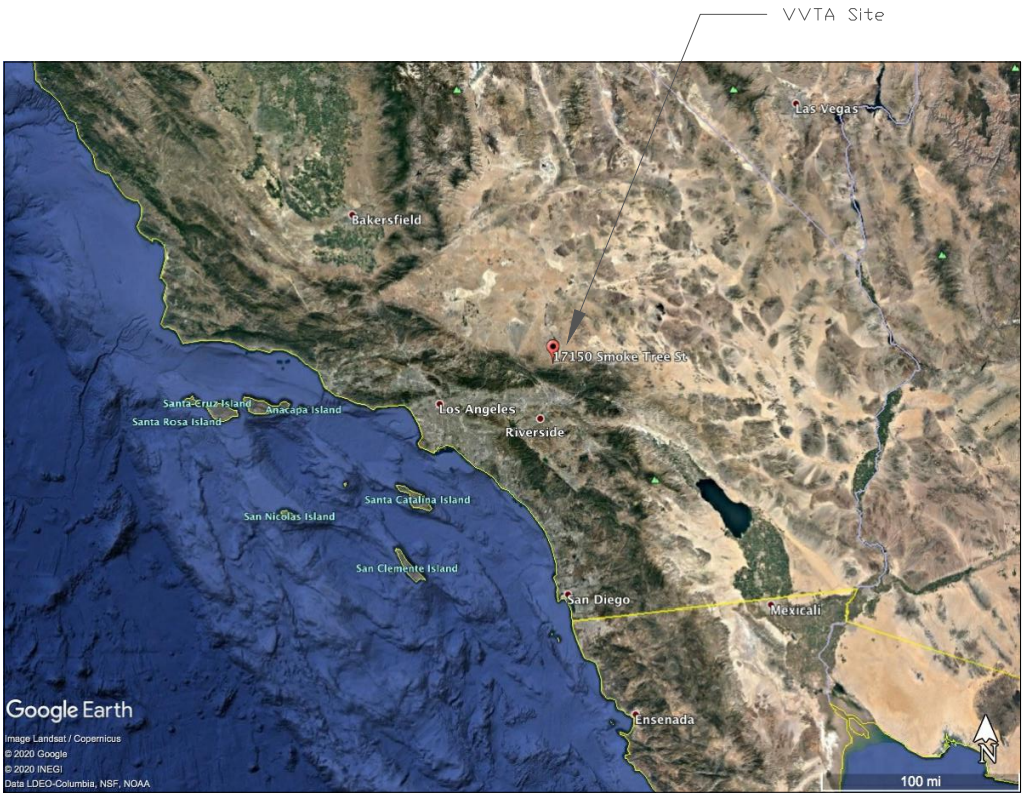 VVTA Site
Las Vegas
Bakersfield
17150 Smoke Tree St
Santa Cruz Island
Anacapa Island
Los Angeles
Santa Rosa Island
Riverside
Santa Catalina Island
San Nicolas Island
San Clemente Island
San Diego
Mexicali
Google Earth
Ensenada
Image Landsat / Copernicus
© 2020 Google
© 2020 INEGI
Data LDEO-Columbia, NSF, NOAA
N
100 mi